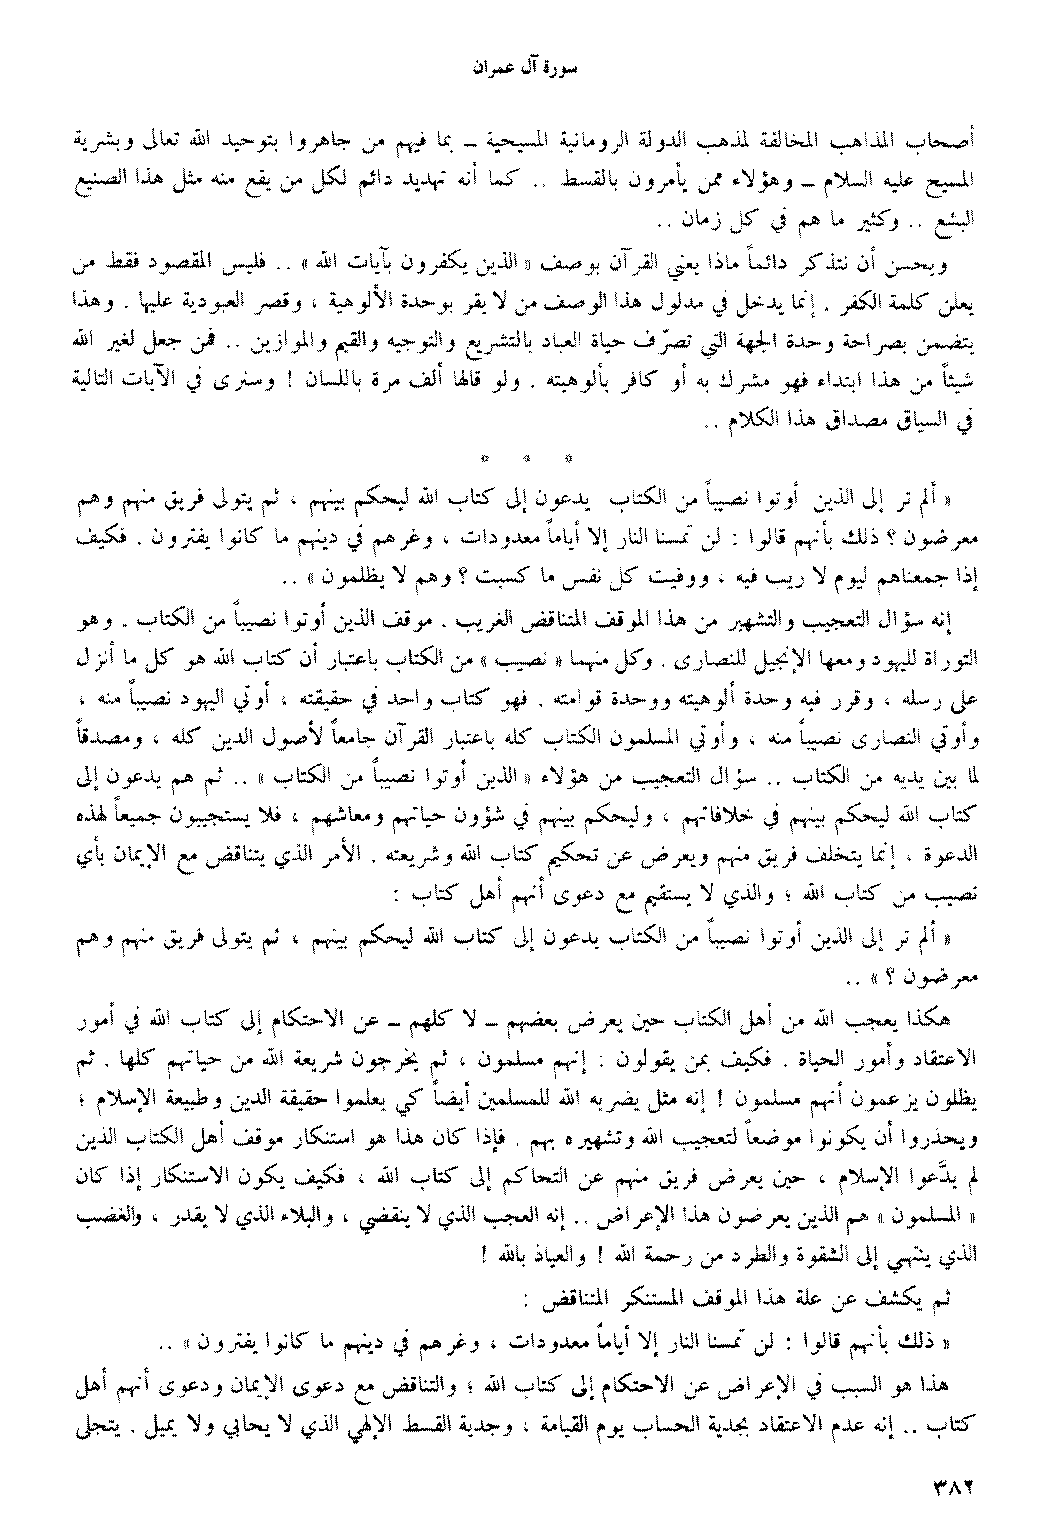 سورة آل عمران
أصحاب المذاهب المخالفة لمذهب الدولة الرومانية المسيحية ــ بما فيهم من جاهروا بتوحيد الله تعالى وبشرية
المسيح عليه السلام ــ وهؤلاء ممن يأمرون بالقسط .. كما أنه تهديد دائم لكل من يقع منه مثل هذا الصنيع
البشع .. وكثير ما هم في كل زمان ..
ويحسن أن نتذكر دائماً ماذا يعني القرآن بوصف « الذين يكفرون بآيات الله » .. فليس المقصود فقط من
يعلن كلمة الكفر . إنما يدخل في مدلول هذا الوصف من لا يقر بوحدة الألوهية ، وقصر العبودية عليها . وهذا
يتضمن بصراحة وحدة الجهة التي تصرّف حياة العباد بالتشريع والتوجيه والقيم والموازين .. فمن جعل لغير الله
شيئاً من هذا ابتداء فهو مشرك به أو كافر بألوهيته . ولو قالها ألف مرة باللسان ! وسنرى في الآيات التالية
في السياق مصداق هذا الكلام ..
* * *
« ألم تر إلى الذين أوتوا نصيباً من الكتاب يدعون إلى كتاب الله ليحكم بينهم ، ثم يتولى فريق منهم وهم
معرضون ؟ ذلك بأنهم قالوا : لن تمسنا النار إلا أياماً معدودات ، وغرهم في دينهم ما كانوا يفترون . فكيف
إذا جمعناهم ليوم لا ريب فيه ، ووفيت كل نفس ما كسبت ؟ وهم لا يظلمون » ..
إنه سؤال التعجيب والتشهير من هذا الموقف المتناقض الغريب . موقف الذين أوتوا نصيباً من الكتاب . وهو
التوراة لليهود ومعها الإنجيل للنصارى . وكل منهما « نصيب » من الكتاب باعتبار أن كتاب الله هو كل ما أنزل
على رسله ، وقرر فيه وحدة ألوهيته ووحدة قوامته . فهو كتاب واحد في حقيقته ، أوتي اليهود نصيباً منه ،
وأوتي النصارى نصيباً منه ، وأوتي المسلمون الكتاب كله باعتبار القرآن جامعاً لأصول الدين كله ، ومصدقاً
لما بين يديه من الكتاب .. سؤال التعجيب من هؤلاء « الذين أوتوا نصيباً من الكتاب » .. ثم هم يدعون إلى
كتاب الله ليحكم بينهم في خلافاتهم ، وليحكم بينهم في شؤون حياتهم ومعاشهم ، فلا يستجيبون جميعاً لهذه
الدعوة ، إنما يتخلف فريق منهم ويعرض عن تحكيم كتاب الله وشريعته . الأمر الذي يتناقض مع الإيمان بأي
نصيب من كتاب الله ؛ والذي لا يستقيم مع دعوى أنهم أهل كتاب :
« ألم تر إلى الذين أوتوا نصيباً من الكتاب يدعون إلى كتاب الله ليحكم بينهم ، ثم يتولى فريق منهم وهم
معرضون ؟ » ..
هكذا يعجب الله من أهل الكتاب حين يعرض بعضهم ــ لا كلهم ــ عن الاحتكام إلى كتاب الله في أمور
الاعتقاد وأمور الحياة . فكيف بمن يقولون : إنهم مسلمون ، ثم يخرجون شريعة الله من حياتهم كلها . ثم
يظلون يزعمون أنهم مسلمون ! إنه مثل يضربه الله للمسلمين أيضاً كي يعلموا حقيقة الدين وطبيعة الإسلام ؛
ويحذروا أن يكونوا موضعاً لتعجيب الله وتشهيره بهم . فإذا كان هذا هو استنكار موقف أهل الكتاب الذين
لم يدَّعوا الإسلام ، حين يعرض فريق منهم عن التحاكم إلى كتاب الله ، فكيف يكون الاستنكار إذا كان
« المسلمون » هم الذين يعرضون هذا الإعراض .. إنه العجب الذي لا ينقضي ، والبلاء الذي لا يقدر ، والغضب
الذي ينتهي إلى الشقوة والطرد من رحمة الله ! والعياذ بالله !
ثم يكشف عن علة هذا الموقف المستنكر المتناقض :
« ذلك بأنهم قالوا : لن تمسنا النار إلا أياماً معدودات ، وغرهم في دينهم ما كانوا يفترون » ..
هذا هو السبب في الإعراض عن الاحتكام إلى كتاب الله ؛ والتناقض مع دعوى الإيمان ودعوى أنهم أهل
كتاب .. إنه عدم الاعتقاد بجدية الحساب يوم القيامة ، وجدية القسط الإلهي الذي لا يحابي ولا يميل . يتجلى
٣٨٢